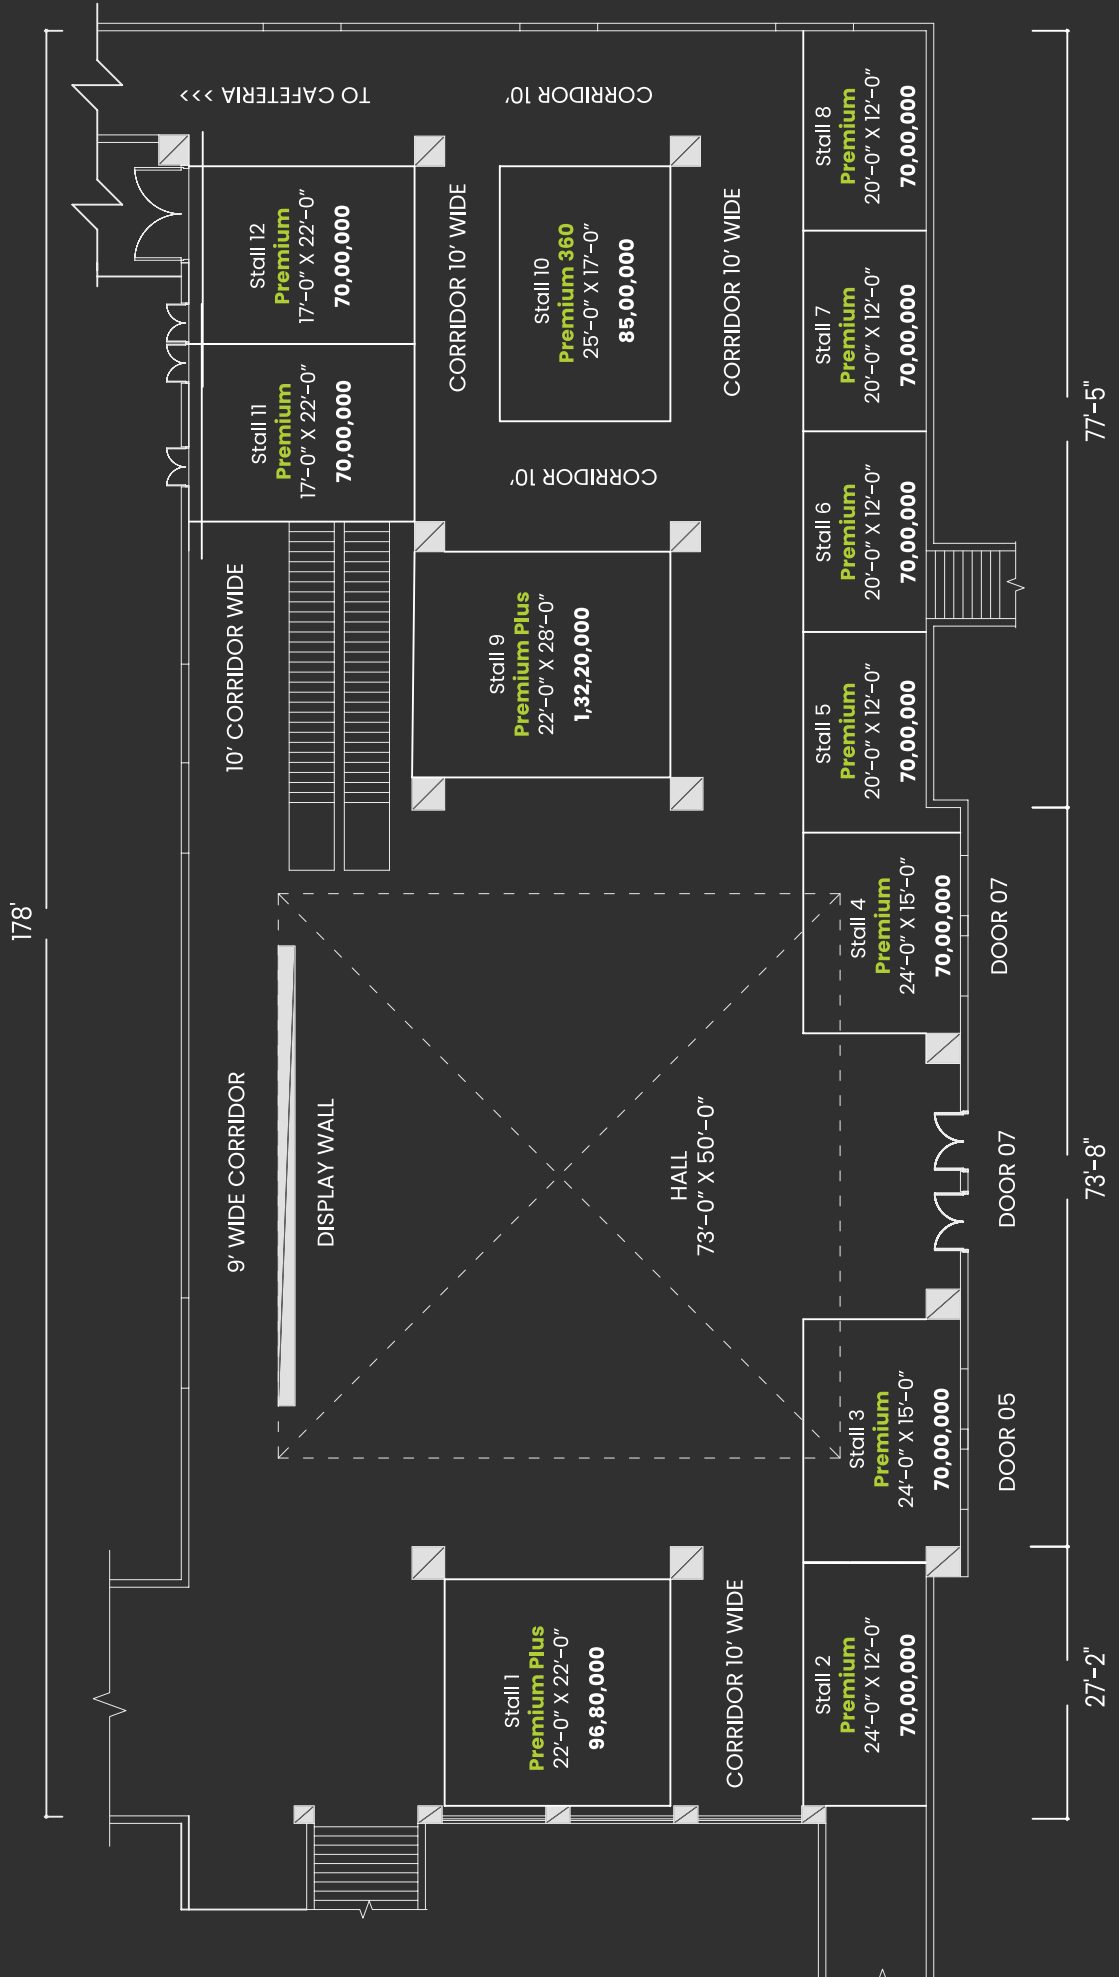 178'
TO CAFETERIA >>>
CORRIDOR 10'
Stall 12
Premium
17'-0" X 22'-0"
70,00,000
Stall 11
Premium
17'-0" X 22'-0"
70,00,000
CORRIDOR 10' WIDE
Stall 10
Premium 360
25'-0" X 17'-0"
85,00,000
CORRIDOR 10' WIDE
CORRIDOR 10'
Stall 8
Premium
20'-0" X 12'-0"
70,00,000
Stall 7
Premium
20'-0" X 12'-0"
70,00,000
Stall 6
Premium
20'-0" X 12'-0"
70,00,000
Stall 5
Premium
20'-0" X 12'-0"
70,00,000
77'-5"
10' CORRIDOR WIDE
Stall 9
Premium Plus
22'-0" X 28'-0"
1,32,20,000
Stall 4
Premium
24'-0" X 15'-0"
70,00,000
DOOR 07
9' WIDE CORRIDOR
DISPLAY WALL
HALL
73'-0" X 50'-0"
DOOR 07
73'-8"
Stall 3
Premium
24'-0" X 15'-0"
70,00,000
DOOR 05
Stall 1
Premium Plus
22'-0" X 22'-0"
96,80,000
CORRIDOR 10' WIDE
Stall 2
Premium
24'-0" X 12'-0"
70,00,000
27'-2"